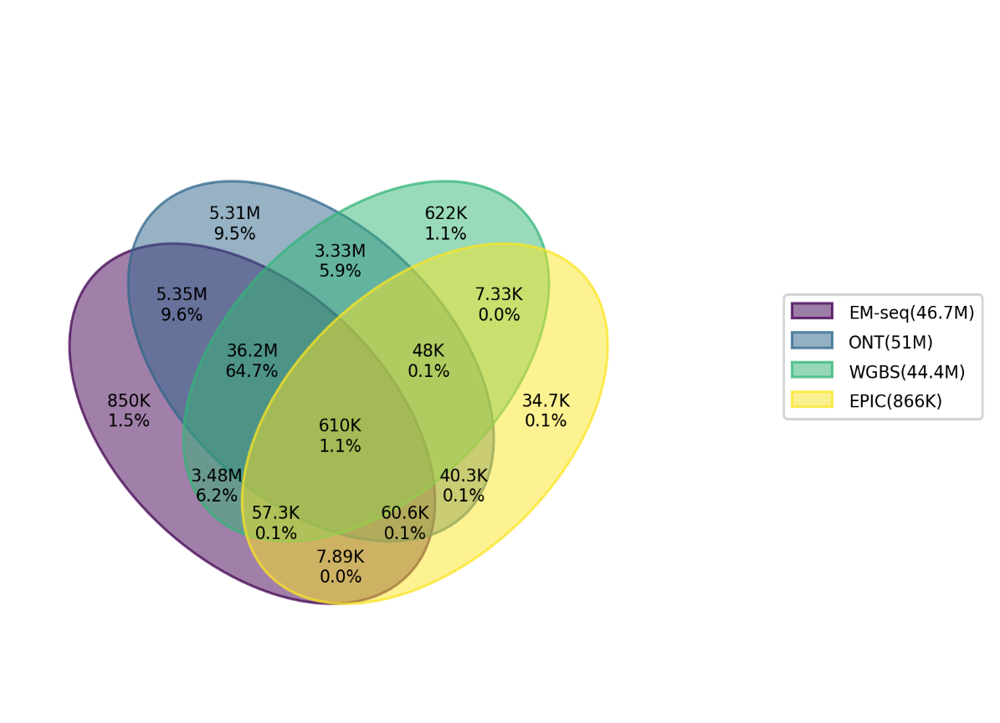 5.31M
9.5%
622K
1.1%
3.33M
5.9%
5.35M
9.6%
7.33K
0.0%
36.2M
64.7%
48K
0.1%
850K
1.5%
34.7K
0.1%
610K
1.1%
3.48M
6.2%
40.3K
0.1%
57.3K
0.1%
60.6K
0.1%
7.89K
0.0%
EM-seq(46.7M)
ONT(51M)
WGBS(44.4M)
EPIC(866K)